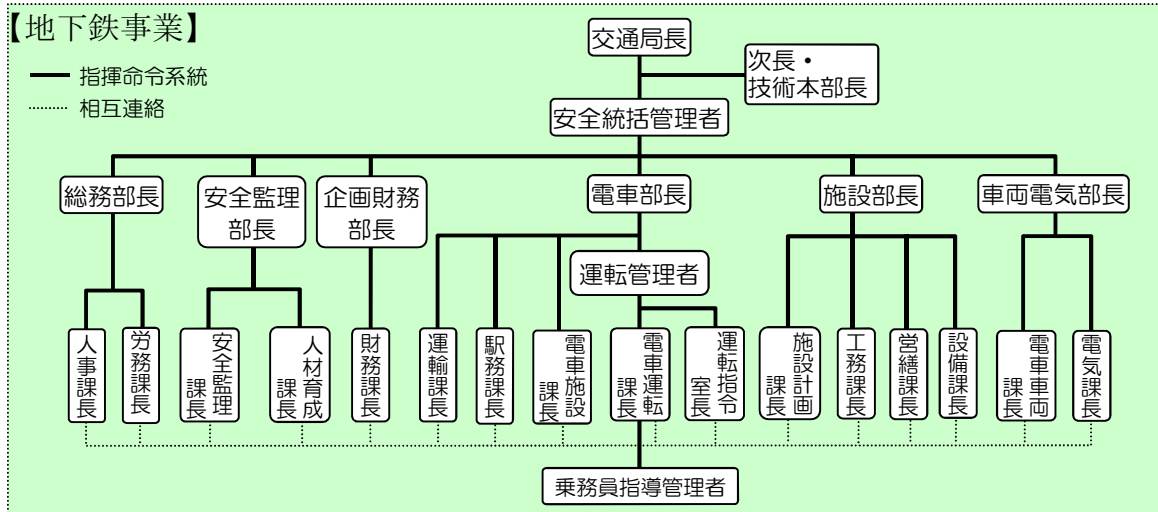 【地下鉄事業】
指揮命令系統
相互連絡
交通局長
次長・
技術本部長
安全統括管理者
総務部長
安全監理
部長
企画財務
部長
電車部長
施設部長
車両電気部長
運転管理者
人事課長
労務課長
安全監理
課長
人材育成
課長
財務課長
運輸課長
駅務課長
電車施設
課長
電車運転
課長
運転指令
室長
施設計画
課長
工務課長
営繕課長
設備課長
電車車両
課長
電気課長
乗務員指導管理者